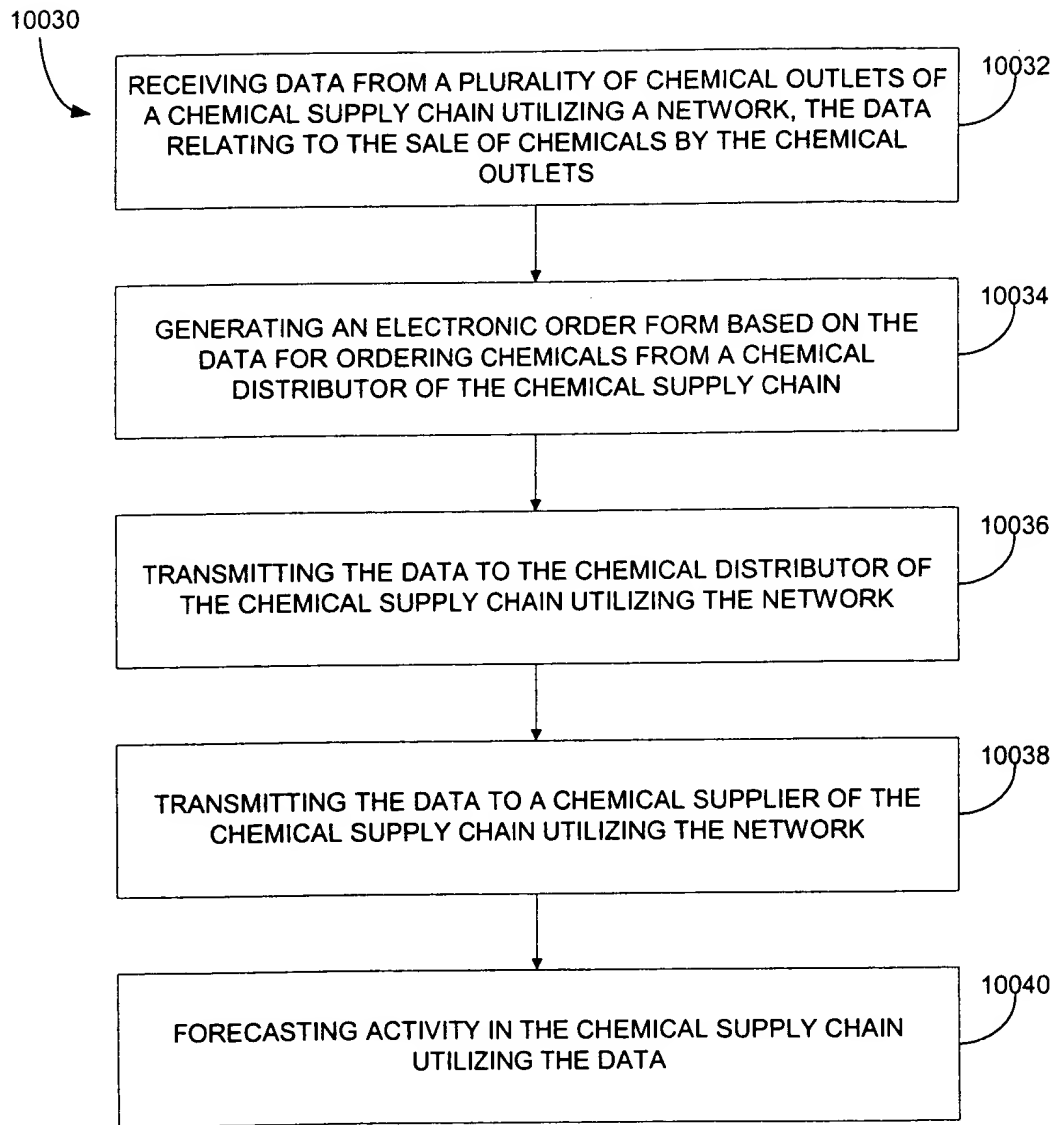 10030
10032
RECEIVING DATA FROM A PLURALITY OF CHEMICAL OUTLETS OF
A CHEMICAL SUPPLY CHAIN UTILIZING A NETWORK, THE DATA
RELATING TO THE SALE OF CHEMICALS BY THE CHEMICAL
OUTLETS
10034
GENERATING AN ELECTRONIC ORDER FORM BASED ON THE
DATA FOR ORDERING CHEMICALS FROM A CHEMICAL
DISTRIBUTOR OF THE CHEMICAL SUPPLY CHAIN
10036
TRANSMITTING THE DATA TO THE CHEMICAL DISTRIBUTOR OF
THE CHEMICAL SUPPLY CHAIN UTILIZING THE NETWORK
10038
TRANSMITTING THE DATA TO A CHEMICAL SUPPLIER OF THE
CHEMICAL SUPPLY CHAIN UTILIZING THE NETWORK
10040
FORECASTING ACTIVITY IN THE CHEMICAL SUPPLY CHAIN
UTILIZING THE DATA